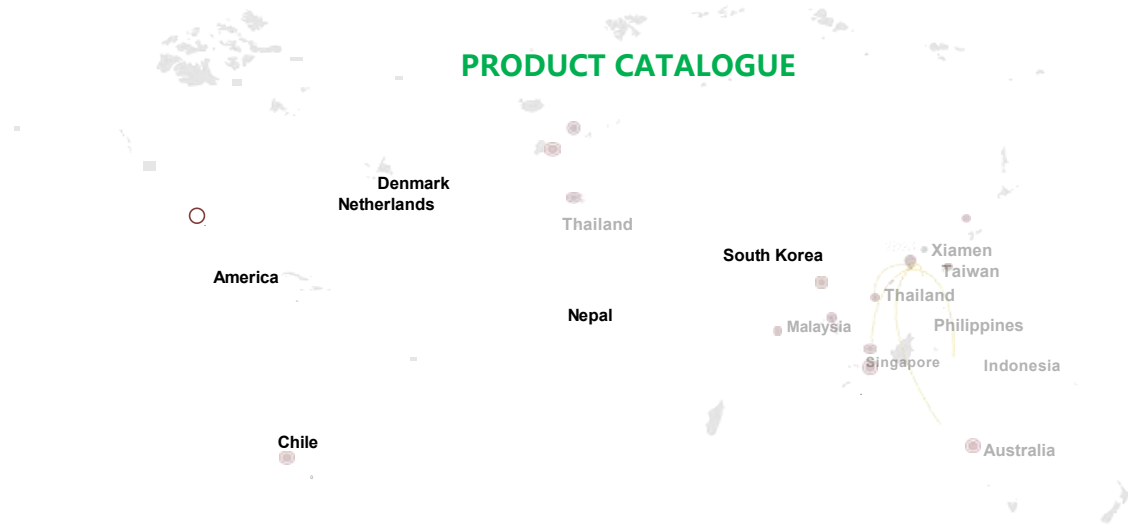 PRODUCT CATALOGUE
Denmark
Netherlands
Thailand
South Korea
Xiamen
Taiwan
America
Thailand
Nepal
Malaysia
Philippines
Singapore
Indonesia
Chile
Australia